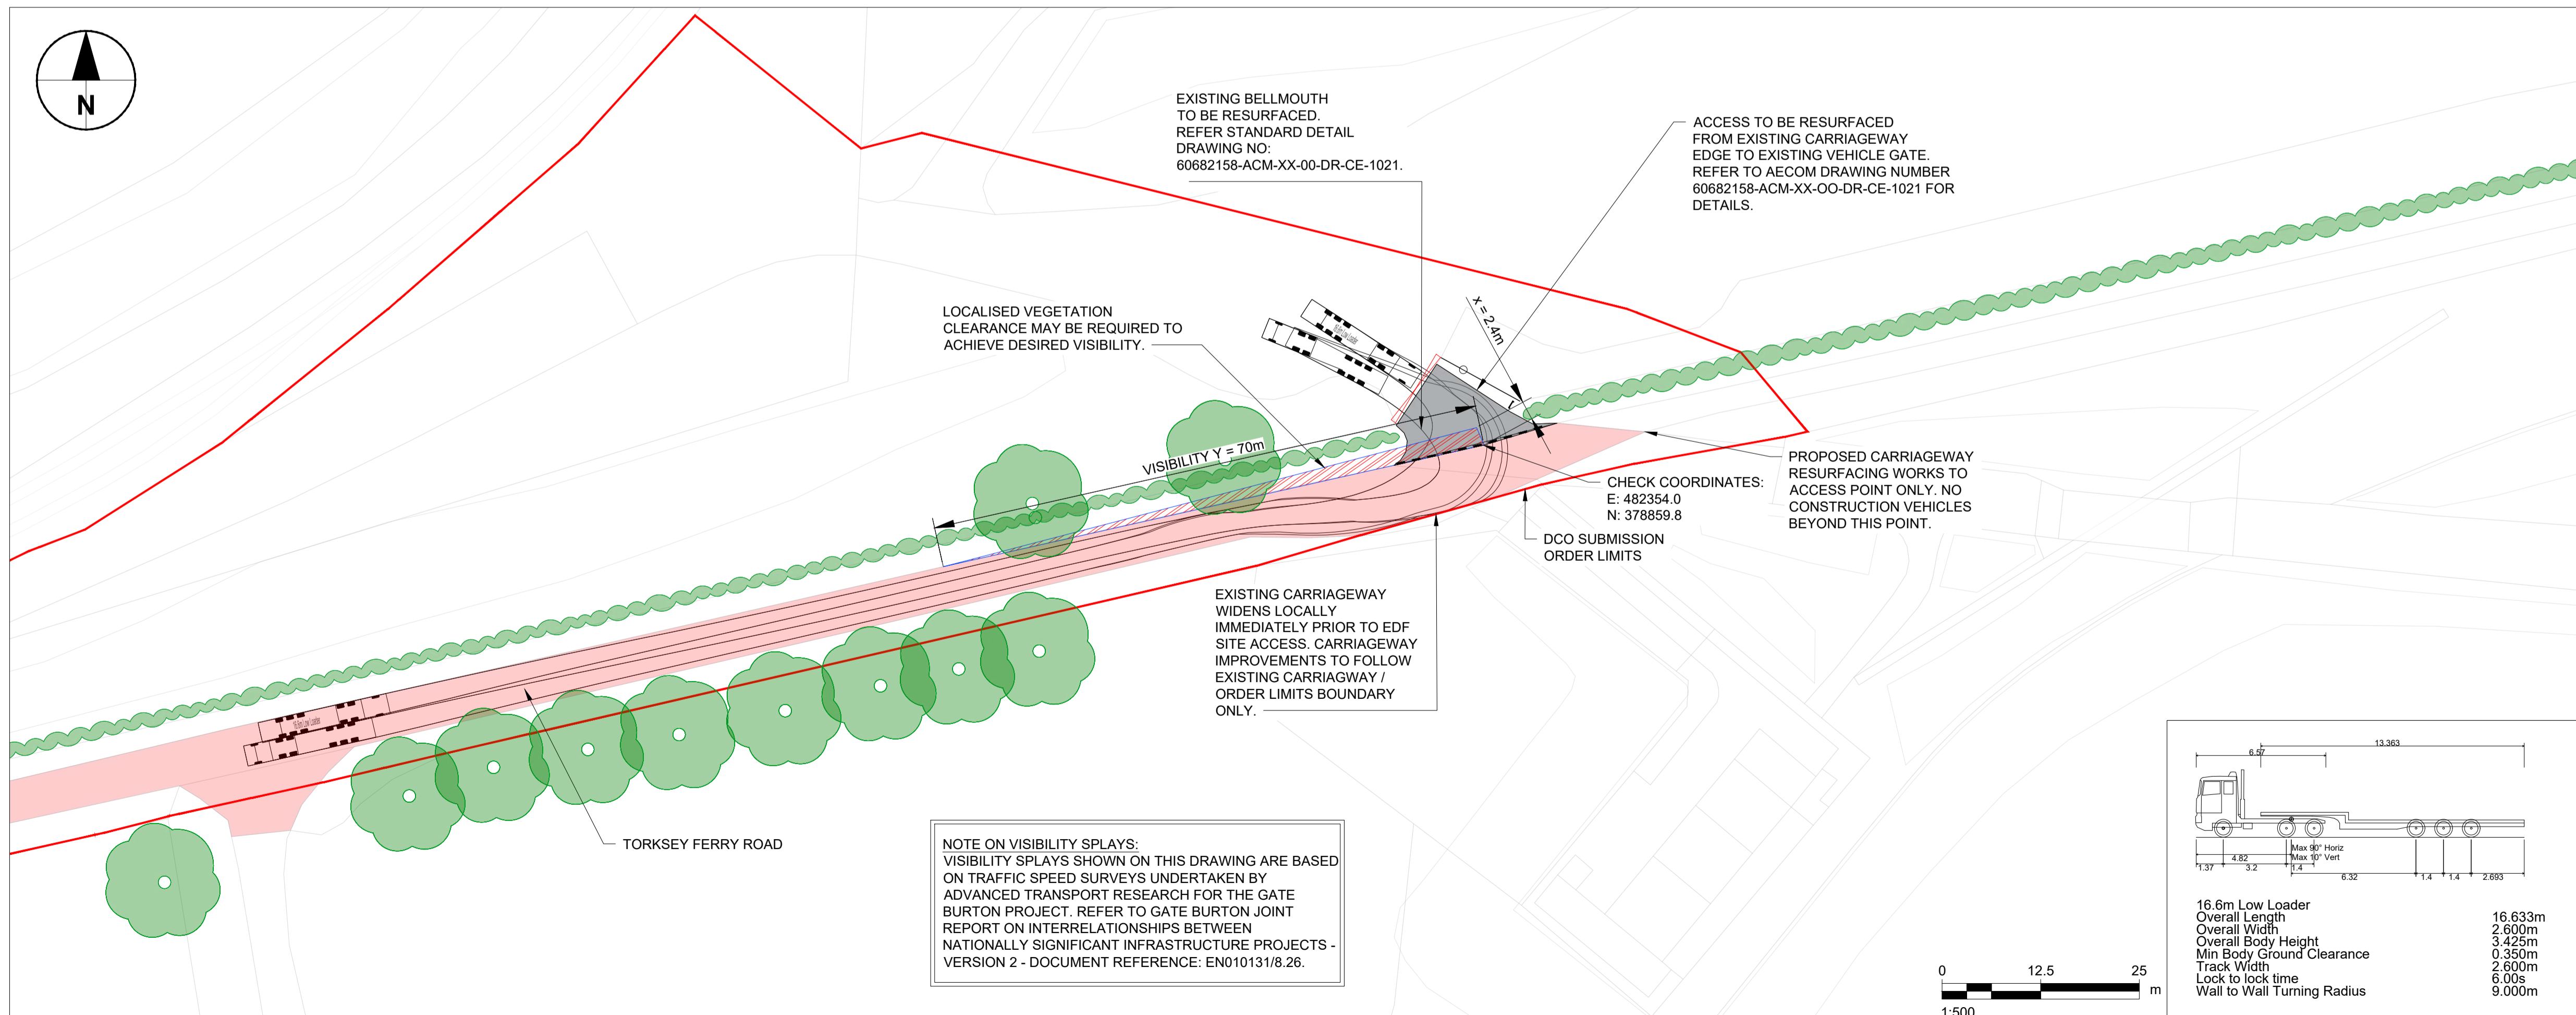 N
EXISTING BELLMOUTH
TO BE RESURFACED.
REFER STANDARD DETAIL
DRAWING NO:
60682158-ACM-XX-00-DR-CE-1021.
ACCESS TO BE RESURFACED
FROM EXISTING CARRIAGEWAY
EDGE TO EXISTING VEHICLE GATE.
REFER TO AECOM DRAWING NUMBER
60682158-ACM-XX-OO-DR-CE-1021 FOR
DETAILS.
LOCALISED VEGETATION
CLEARANCE MAY BE REQUIRED TO
ACHIEVE DESIRED VISIBILITY.
16.6m Low Loader
x = 2.4m
VISIBILITY Y = 70m
CHECK COORDINATES:
E: 482354.0
N: 378859.8
PROPOSED CARRIAGEWAY
RESURFACING WORKS TO
ACCESS POINT ONLY. NO
CONSTRUCTION VEHICLES
BEYOND THIS POINT.
DCO SUBMISSION
ORDER LIMITS
EXISTING CARRIAGEWAY
WIDENS LOCALLY
IMMEDIATELY PRIOR TO EDF
SITE ACCESS. CARRIAGEWAY
IMPROVEMENTS TO FOLLOW
EXISTING CARRIAGWAY /
ORDER LIMITS BOUNDARY
ONLY.
16.6m Low Loader
TORKSEY FERRY ROAD
NOTE ON VISIBILITY SPLAYS:
VISIBILITY SPLAYS SHOWN ON THIS DRAWING ARE BASED
ON TRAFFIC SPEED SURVEYS UNDERTAKEN BY
ADVANCED TRANSPORT RESEARCH FOR THE GATE
BURTON PROJECT. REFER TO GATE BURTON JOINT
REPORT ON INTERRELATIONSHIPS BETWEEN
NATIONALLY SIGNIFICANT INFRASTRUCTURE PROJECTS -
VERSION 2 - DOCUMENT REFERENCE: EN010131/8.26.
0 12.5 25
m
1:500
13.363
6.57
Max 90° Horiz
Max 10° Vert
4.82
1.37 3.2 1.4
6.32 1.4 1.4 2.693
16.6m Low Loader
Overall Length 16.633m
Overall Width 2.600m
Overall Body Height 3.425m
Min Body Ground Clearance 0.350m
Track Width 2.600m
Lock to lock time 6.00s
Wall to Wall Turning Radius 9.000m